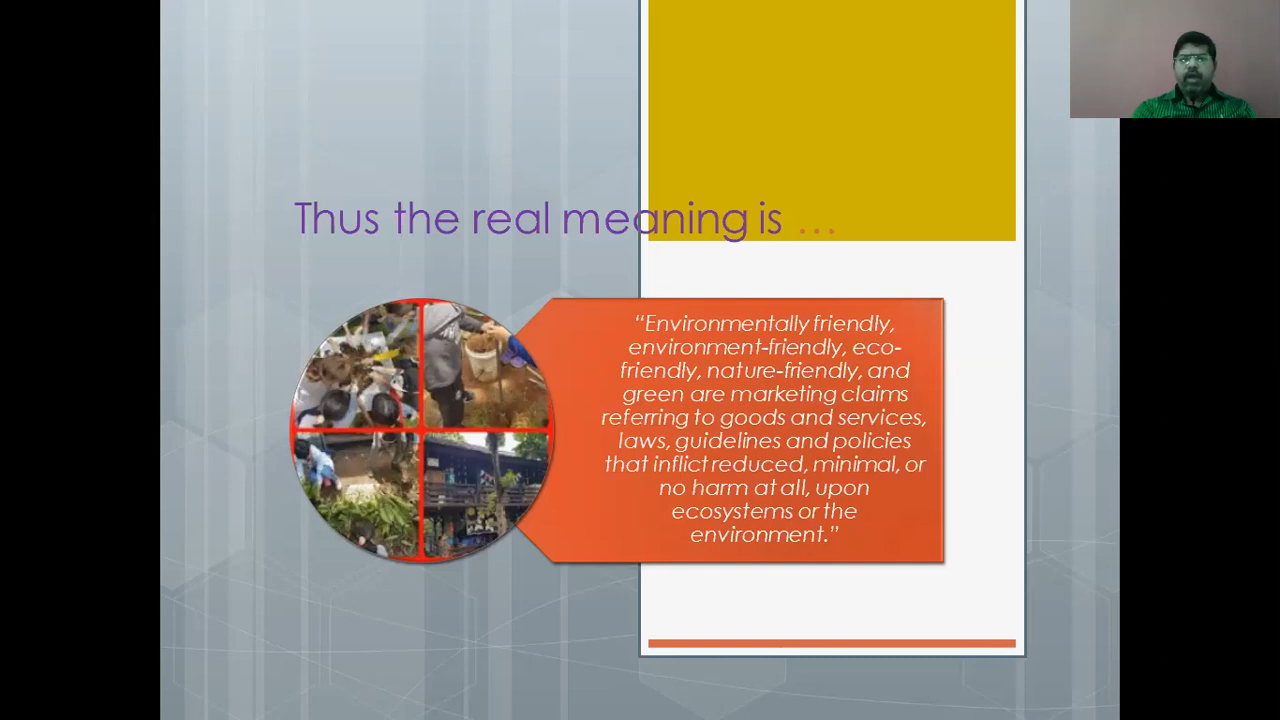 Thus the real meaning is ...
“Environmentally friendly,
environment-friendly, eco-
friendly, nature-friendly, and
green are marketing claims
referring to goods and services,
laws, guidelines and policies
that inflict reduced, minimal, or
no harm at all, upon
ecosystems or the
environment.”